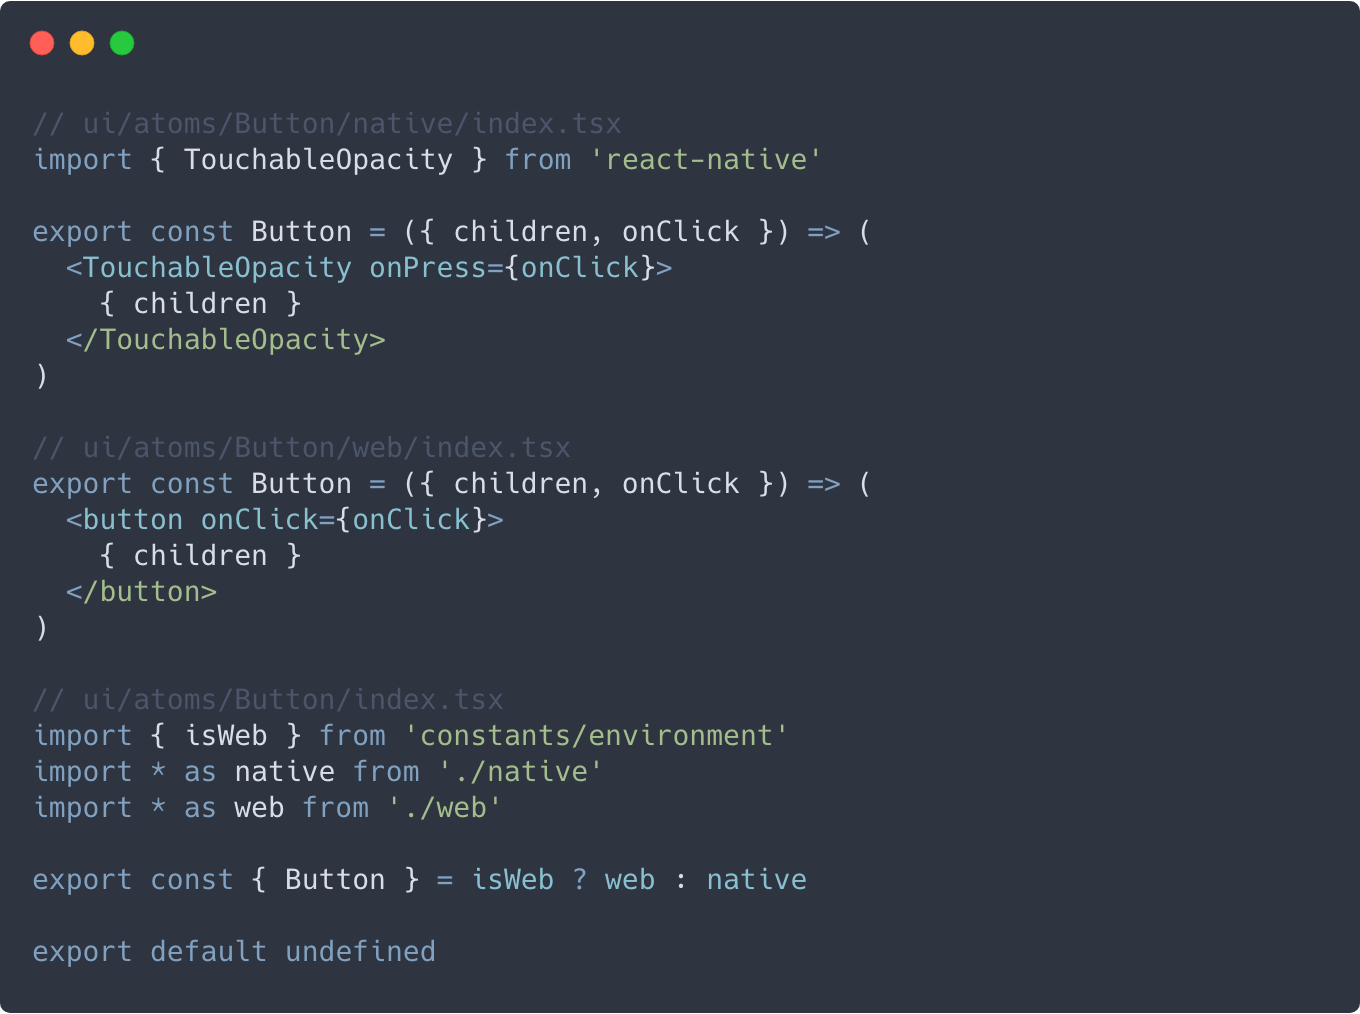 // ui/atoms/Button/native/index.tsx
import { TouchableOpacity } from 'react-native'

export const Button = ({ children, onClick }) => (
  <TouchableOpacity onPress={onClick}>
    { children }
  </TouchableOpacity>
)

// ui/atoms/Button/web/index.tsx
export const Button = ({ children, onClick }) => (
  <button onClick={onClick}>
    { children }
  </button>
)

// ui/atoms/Button/index.tsx
import { isWeb } from 'constants/environment'
import * as native from './native'
import * as web from './web'

export const { Button } = isWeb ? web : native

export default undefined